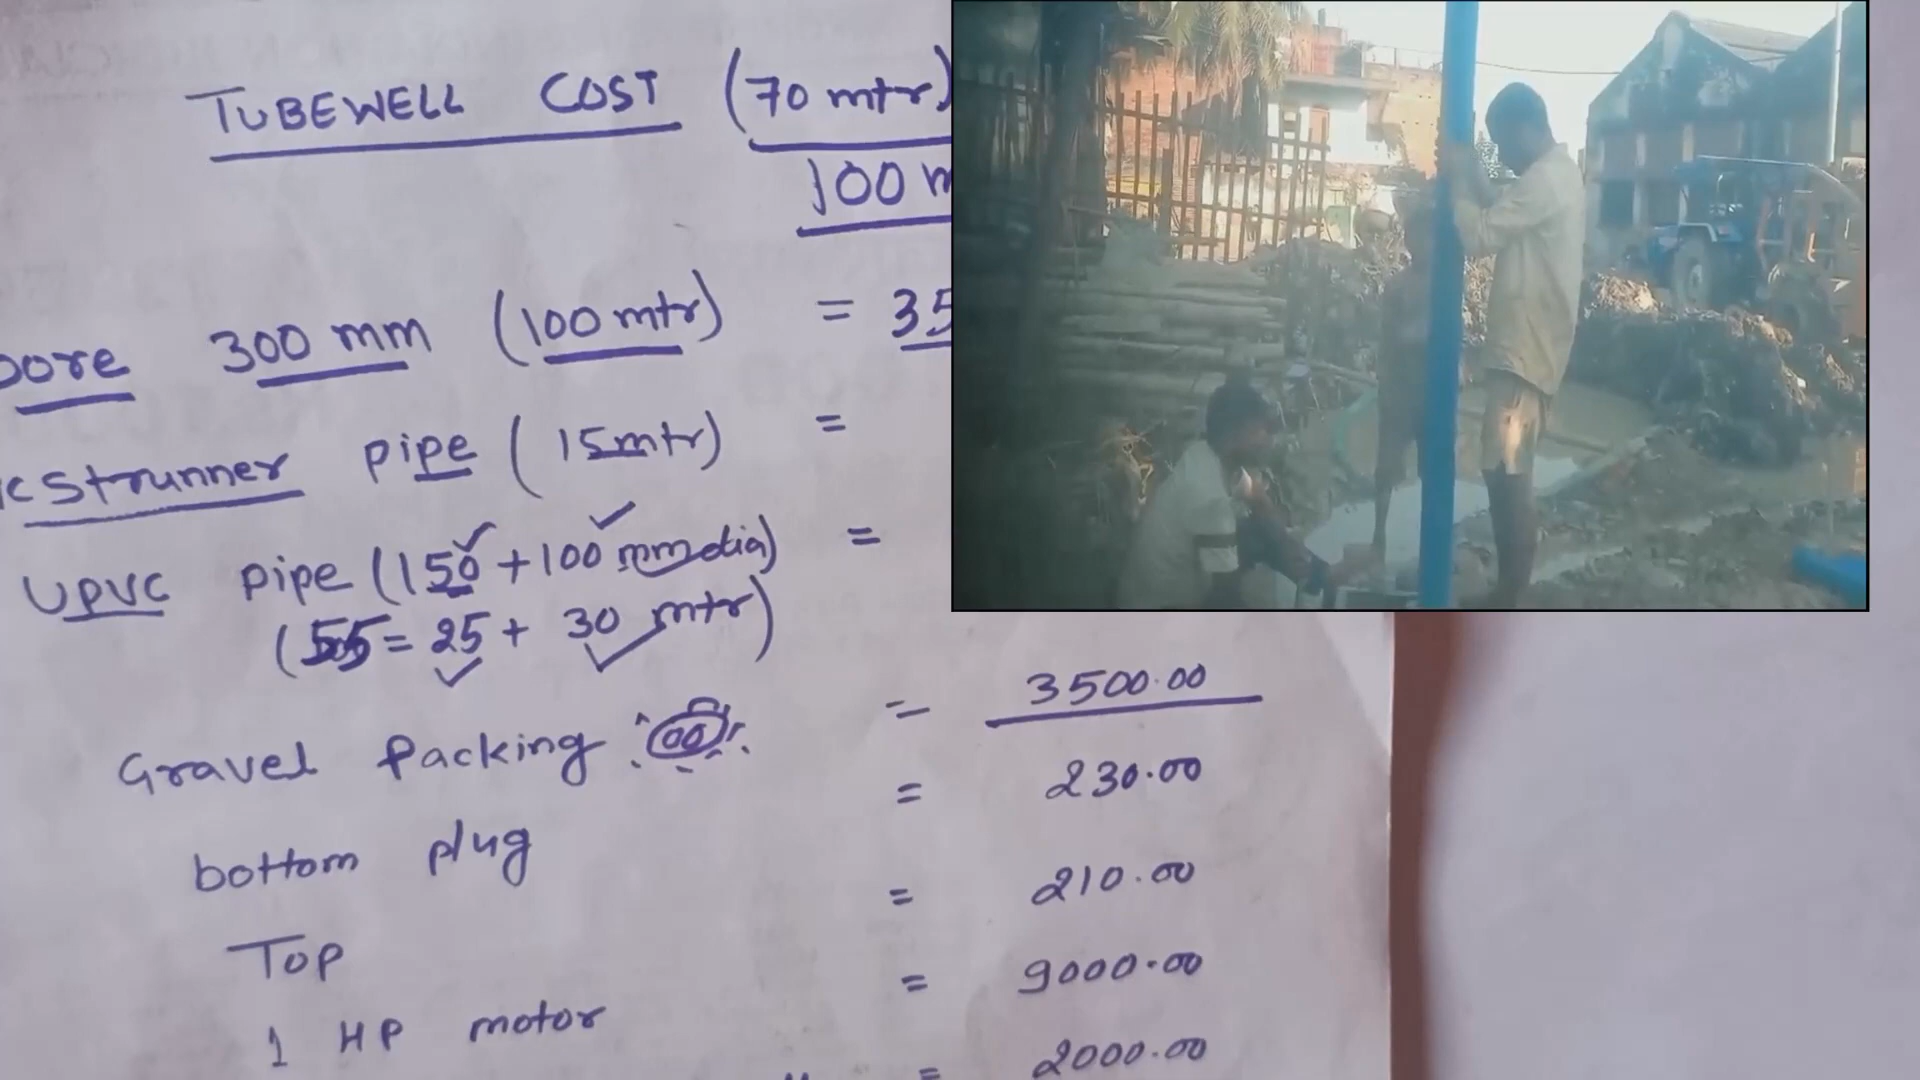 TUBEWELL COST (70 mtr)
100 m
bore 300 mm (100 mtr) = 35
strunner pipe (15 mtr) =
UPVC pipe (150 + 100 mm dia) =
(55 = 25 + 30 mtr)
Gravel Packing = 3500.00
bottom plug = 230.00
Top = 210.00
1 HP motor = 9000.00
= 2000.00